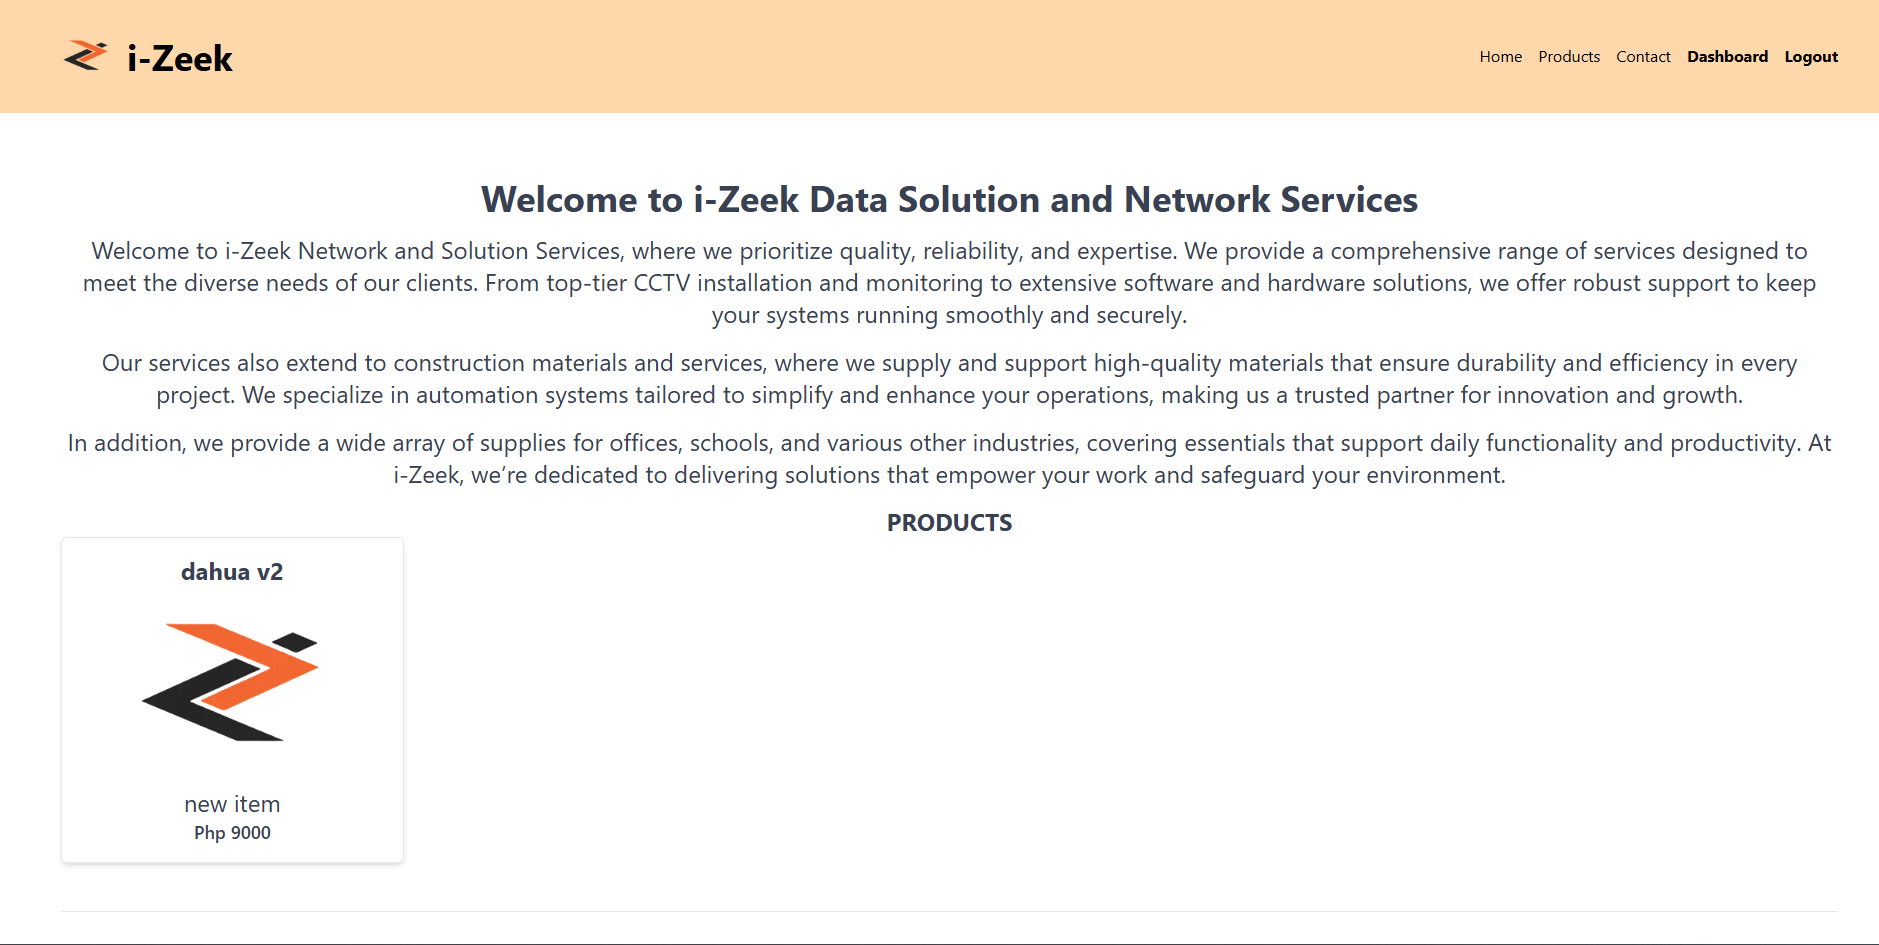 i-Zeek
Home Products Contact Dashboard Logout
Welcome to i-Zeek Data Solution and Network Services
Welcome to i-Zeek Network and Solution Services, where we prioritize quality, reliability, and expertise. We provide a comprehensive range of services designed to
meet the diverse needs of our clients. From top-tier CCTV installation and monitoring to extensive software and hardware solutions, we offer robust support to keep
your systems running smoothly and securely.
Our services also extend to construction materials and services, where we supply and support high-quality materials that ensure durability and efficiency in every
project. We specialize in automation systems tailored to simplify and enhance your operations, making us a trusted partner for innovation and growth.
In addition, we provide a wide array of supplies for offices, schools, and various other industries, covering essentials that support daily functionality and productivity. At
i-Zeek, we’re dedicated to delivering solutions that empower your work and safeguard your environment.
PRODUCTS
dahua v2
new item
Php 9000